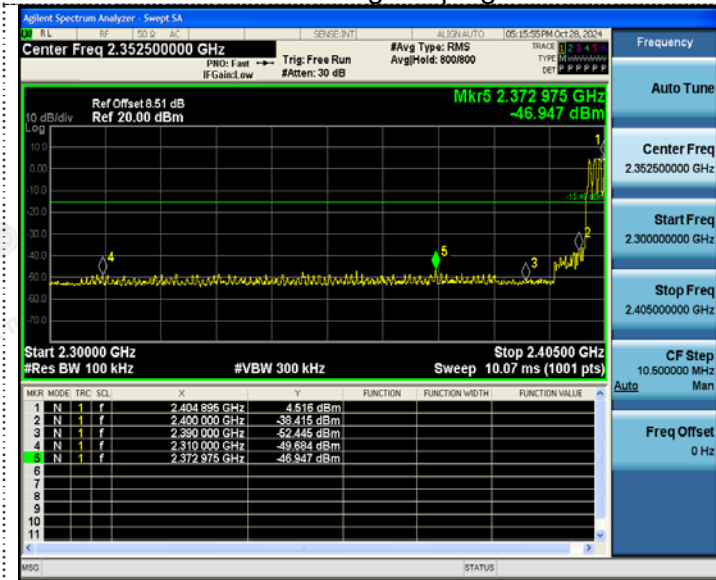 Agilent Spectrum Analyzer - Swept SA
RL RF 50 Ω AC SENSE:INT ALIGN AUTO 05:15:55PM Oct 28, 2024
Center Freq 2.352500000 GHz
PNO: Fast
IFGain:Low
Trig: Free Run
#Atten: 30 dB
#Avg Type: RMS
Avg|Hold: 800/800
TRACE 1 2 3 4 5 6
TYPE M
DET P P P P P P
Frequency
Mkr5 2.372 975 GHz
-46.947 dBm
Ref Offset 8.51 dB
10 dB/div Ref 20.00 dBm
Log
10.0
0.00
-10.0
-20.0
-30.0
-40.0
-50.0
-60.0
-70.0
1
2
3
4
5
Start 2.30000 GHz Stop 2.40500 GHz
#Res BW 100 kHz #VBW 300 kHz Sweep 10.07 ms (1001 pts)
MKR MODE TRC SCL X Y FUNCTION FUNCTION WIDTH FUNCTION VALUE
1 N 1 f 2.404 895 GHz 4.516 dBm
2 N 1 f 2.400 000 GHz -38.415 dBm
3 N 1 f 2.390 000 GHz -52.445 dBm
4 N 1 f 2.310 000 GHz -49.684 dBm
5 N 1 f 2.372 975 GHz -46.947 dBm
6
7
8
9
10
11
MSG STATUS
Auto Tune
Center Freq
2.352500000 GHz
Start Freq
2.300000000 GHz
Stop Freq
2.405000000 GHz
CF Step
10.500000 MHz
Auto Man
Freq Offset
0 Hz